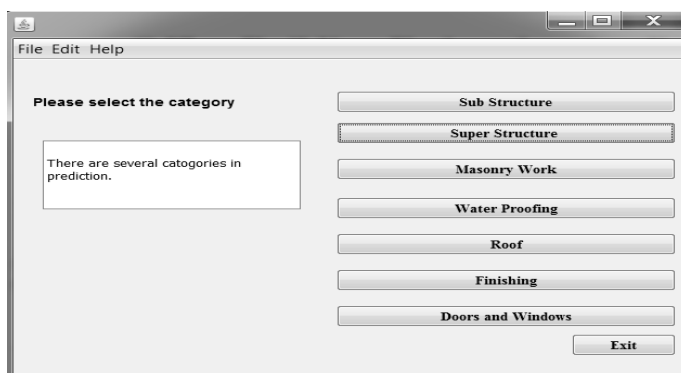 File Edit Help
Please select the category
Sub Structure
Super Structure
There are several catogories in
prediction.
Masonry Work
Water Proofing
Roof
Finishing
Doors and Windows
Exit